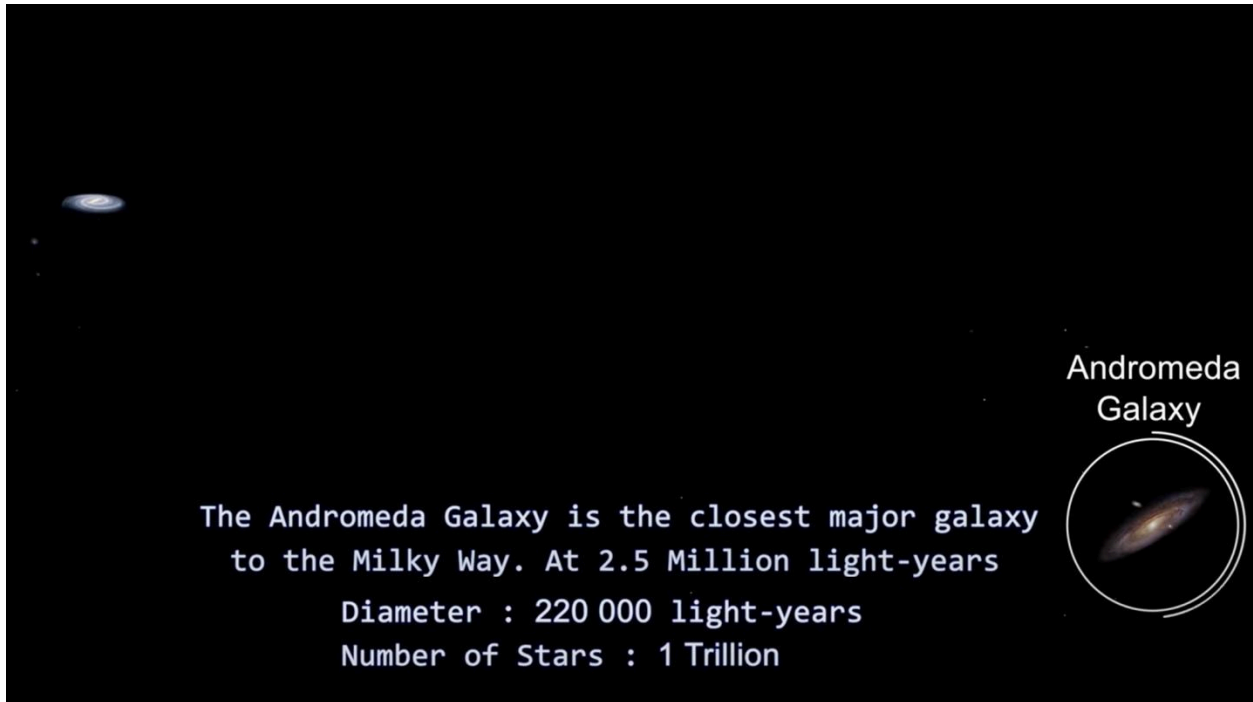 Andromeda
Galaxy
The Andromeda Galaxy is the closest major galaxy
to the Milky Way. At 2.5 Million light-years
Diameter : 220 000 light-years
Number of Stars : 1 Trillion